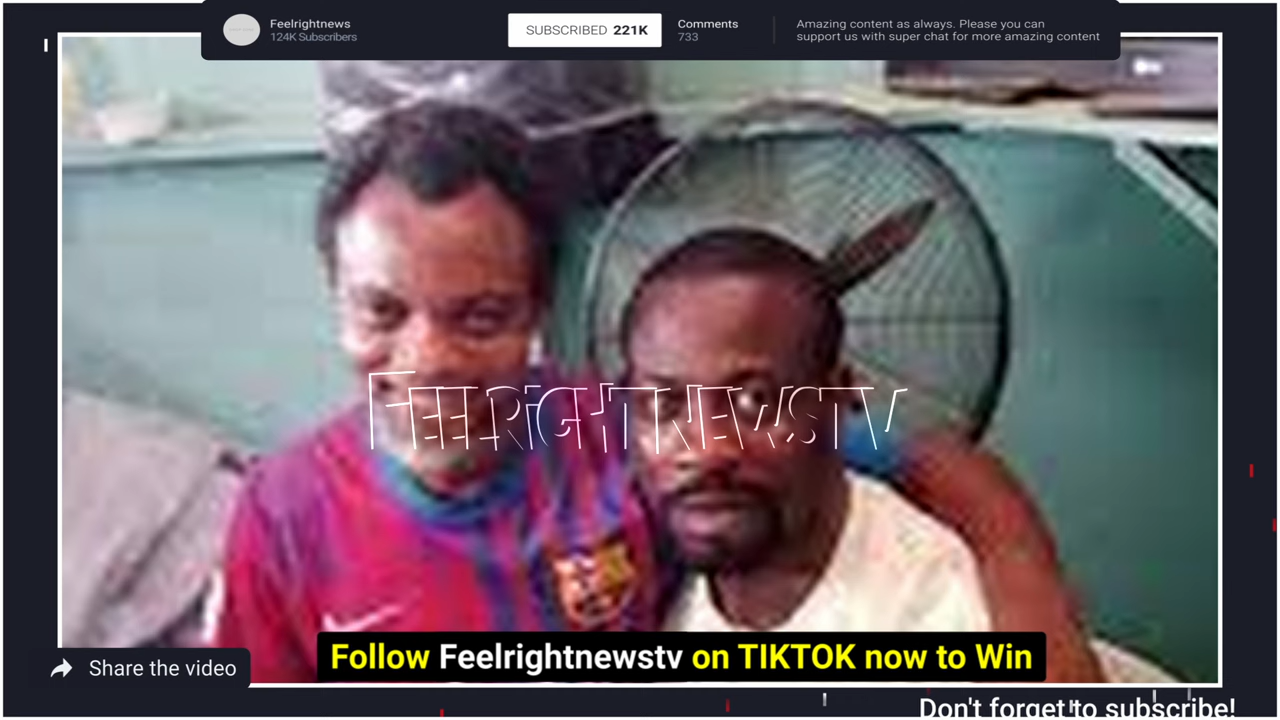 Feelrightnews
124K Subscribers
SUBSCRIBED 221K
Comments
733
Amazing content as always. Please you can
support us with super chat for more amazing content
FEELRIGHTNEWSTV
Follow Feelrightnewstv on TIKTOK now to Win
Share the video
Don't forget to subscribe!